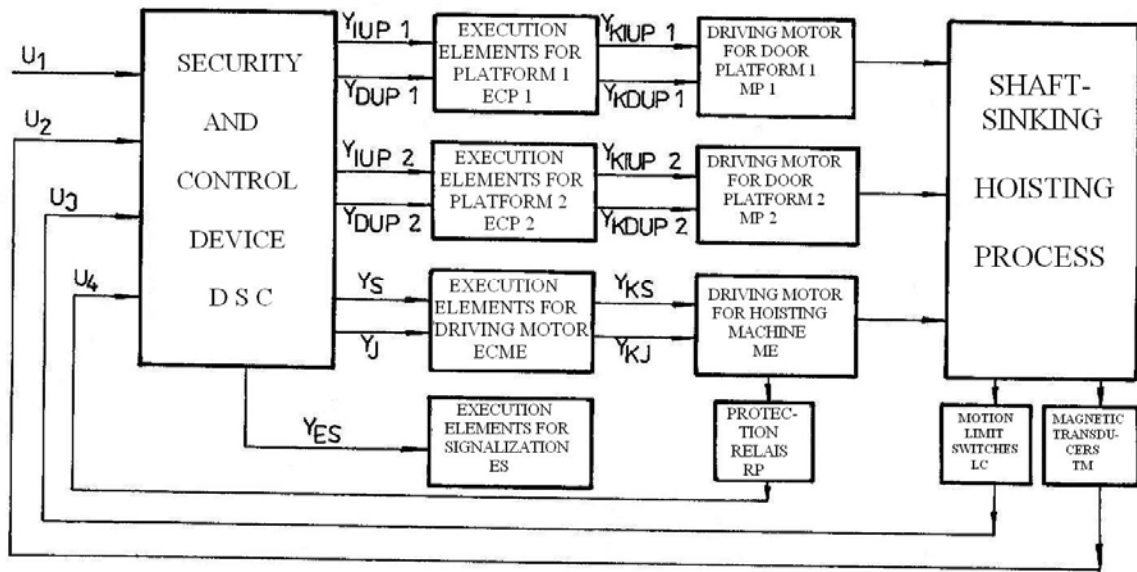 U1
U2
U3
U4
SECURITY
AND
CONTROL
DEVICE
D S C
YIUP 1
YDUP 1
YIUP 2
YDUP 2
YS
YJ
YES
EXECUTION
ELEMENTS FOR
PLATFORM 1
ECP 1
EXECUTION
ELEMENTS FOR
PLATFORM 2
ECP 2
EXECUTION
ELEMENTS FOR
DRIVING MOTOR
ECME
EXECUTION
ELEMENTS FOR
SIGNALIZATION
ES
YKIUP 1
YKDUP 1
YKIUP 2
YKDUP 2
YKS
YKJ
DRIVING MOTOR
FOR DOOR
PLATFORM 1
MP 1
DRIVING MOTOR
FOR DOOR
PLATFORM 2
MP 2
DRIVING MOTOR
FOR HOISTING
MACHINE
ME
PROTEC-
TION
RELAIS
RP
SHAFT-
SINKING
HOISTING
PROCESS
MOTION
LIMIT
SWITCHES
LC
MAGNETIC
TRANSDU-
CERS
TM